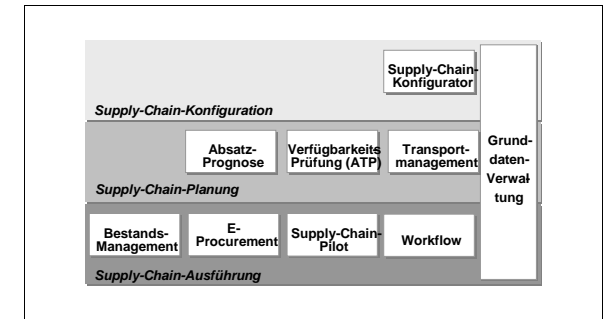 Supply-Chain-
Konfigurator
Supply-Chain-Konfiguration
Absatz-
Prognose
Verfügbarkeits
Prüfung (ATP)
Transport-
management
Supply-Chain-Planung
Bestands-
Management
E-
Procurement
Supply-Chain-
Pilot
Workflow
Supply-Chain-Ausführung
Grund-
daten-
Verwal-
tung